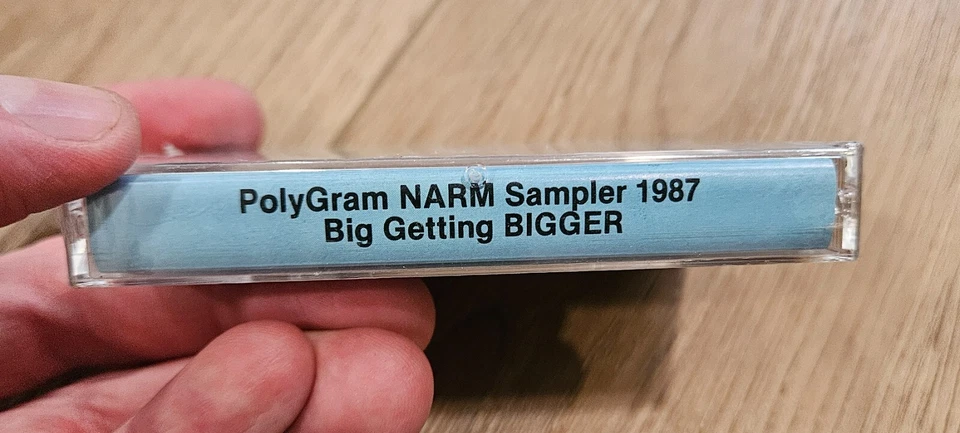 PolyGram NARM Sampler 1987
Big Getting BIGGER